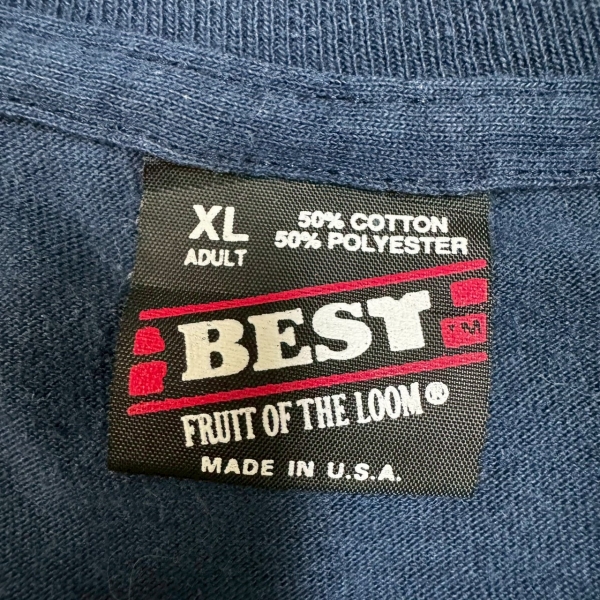 XL
ADULT
50% COTTON
50% POLYESTER
BEST
TM
FRUIT OF THE LOOM®
MADE IN U.S.A.